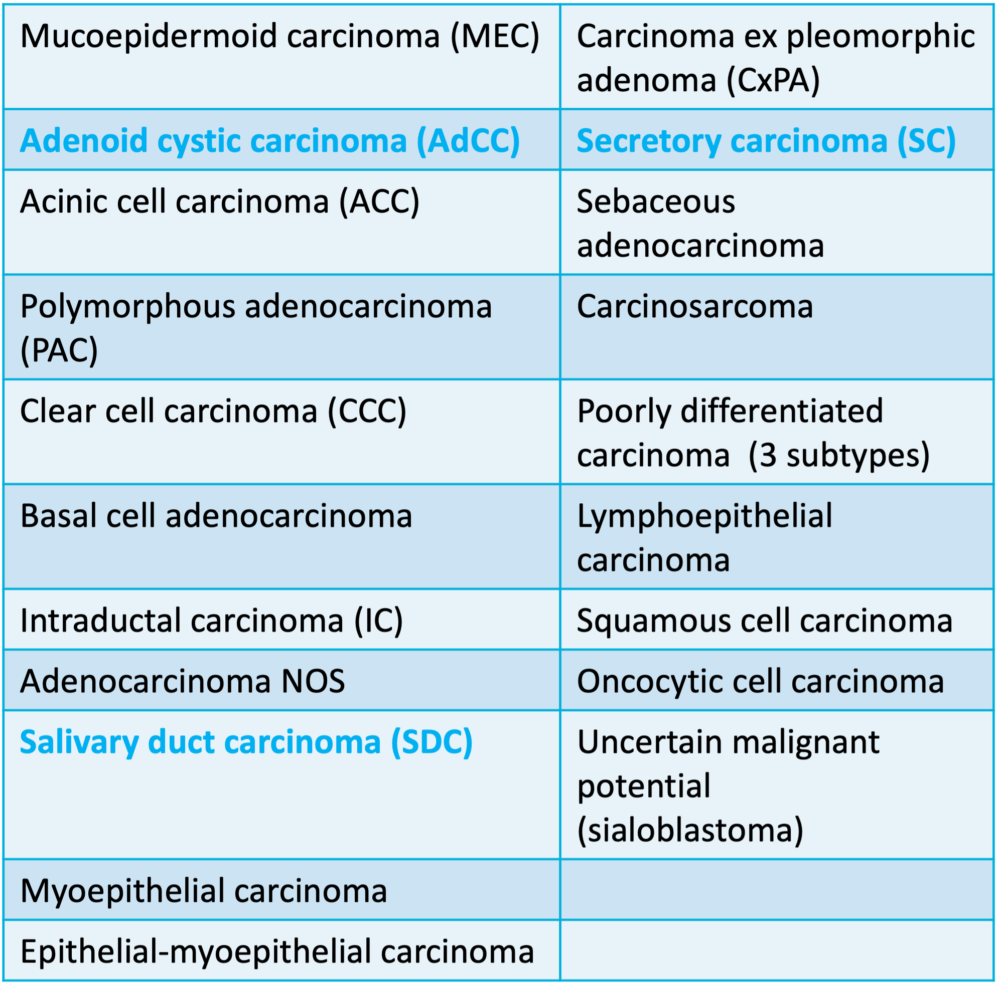 Mucoepidermoid carcinoma (MEC)
Carcinoma ex pleomorphic
adenoma (CxPA)
Adenoid cystic carcinoma (AdCC)
Secretory carcinoma (SC)
Acinic cell carcinoma (ACC)
Sebaceous
adenocarcinoma
Polymorphous adenocarcinoma
(PAC)
Carcinosarcoma
Clear cell carcinoma (CCC)
Poorly differentiated
carcinoma  (3 subtypes)
Basal cell adenocarcinoma
Lymphoepithelial
carcinoma
Intraductal carcinoma (IC)
Squamous cell carcinoma
Adenocarcinoma NOS
Oncocytic cell carcinoma
Salivary duct carcinoma (SDC)
Uncertain malignant
potential
(sialoblastoma)
Myoepithelial carcinoma
Epithelial-myoepithelial carcinoma